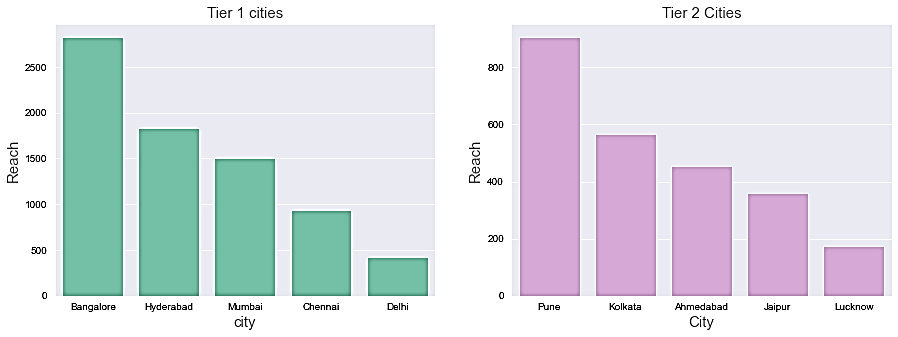 Tier 1 cities
Reach
2500
2000
1500
1000
500
0
Bangalore Hyderabad Mumbai Chennai Delhi
city
Tier 2 Cities
Reach
800
600
400
200
0
Pune Kolkata Ahmedabad Jaipur Lucknow
City